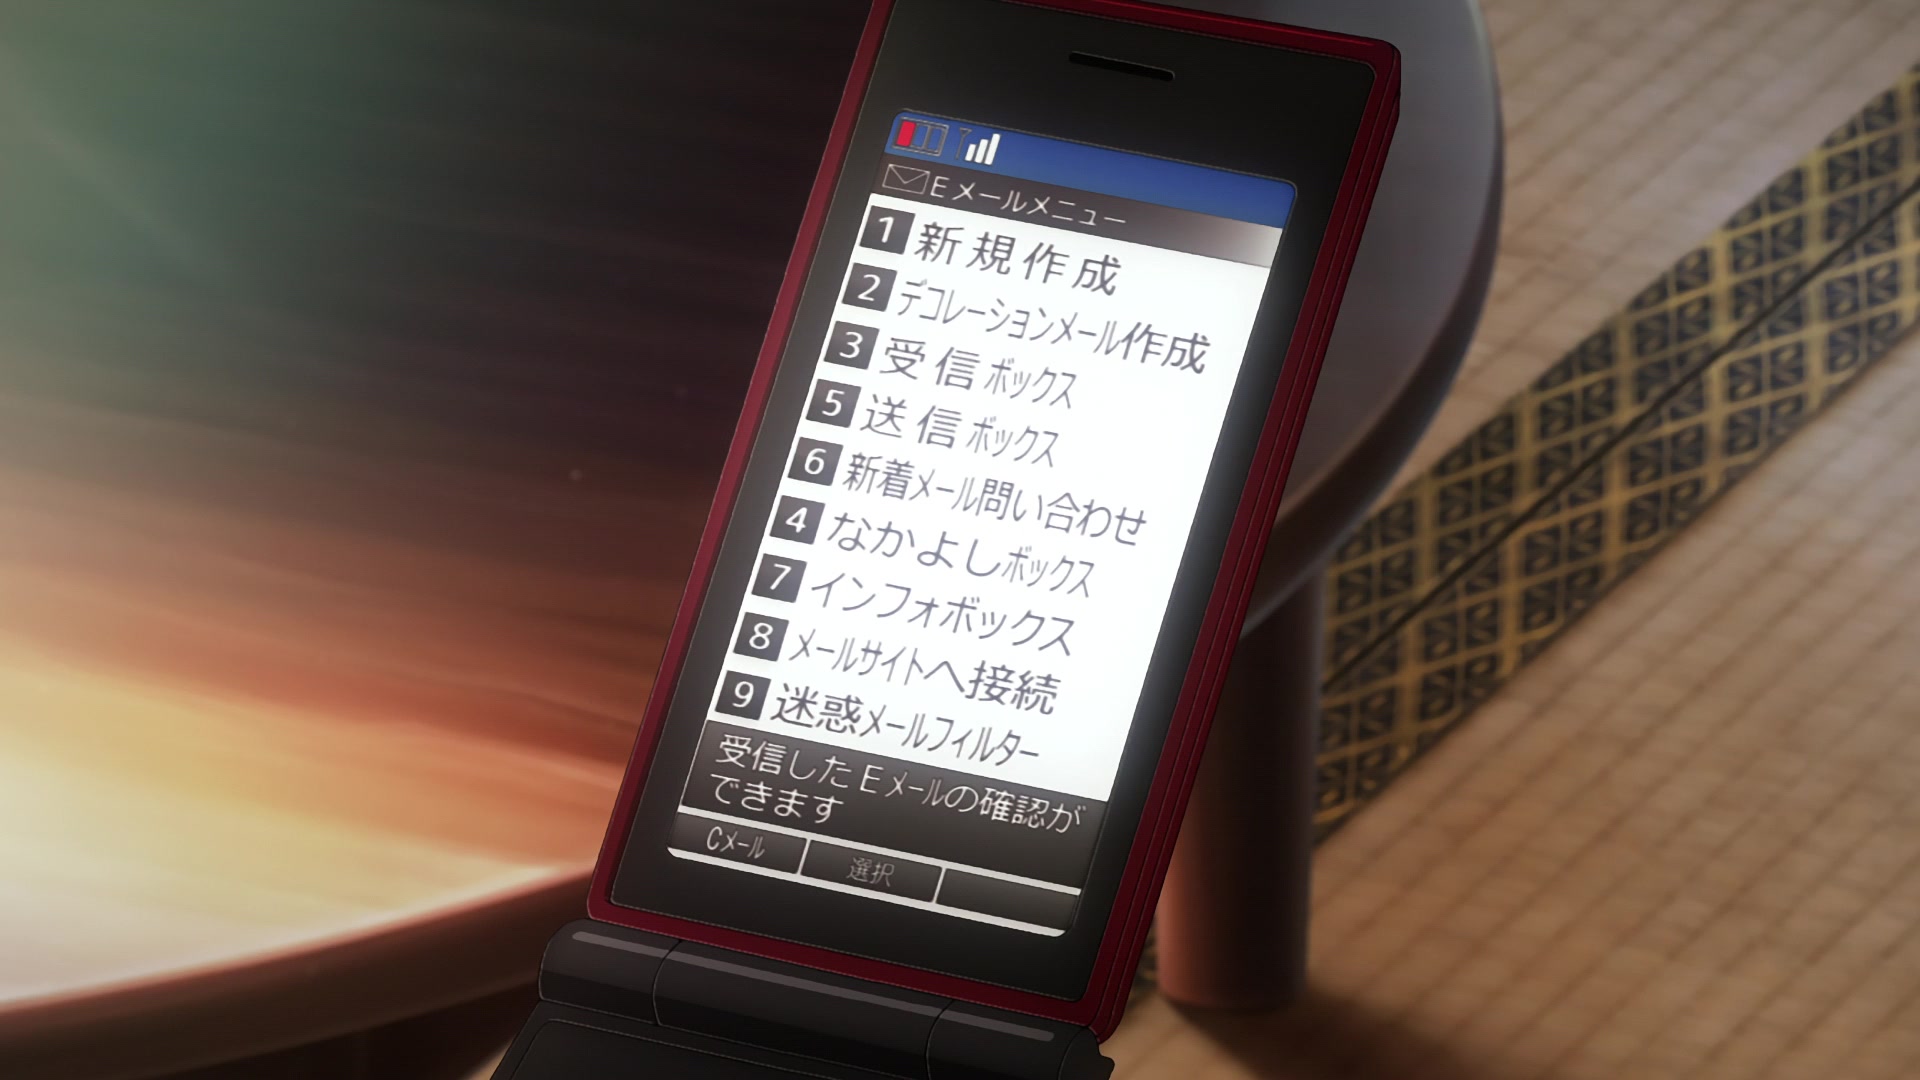 Eメールメニュー
1 新規作成
2 デコレーションメール作成
3 受信ボックス
5 送信ボックス
6 新着メール問い合わせ
4 なかよしボックス
7 インフォボックス
8 メールサイトへ接続
9 迷惑メールフィルター
受信したEメールの確認が
できます
Cメール 選択